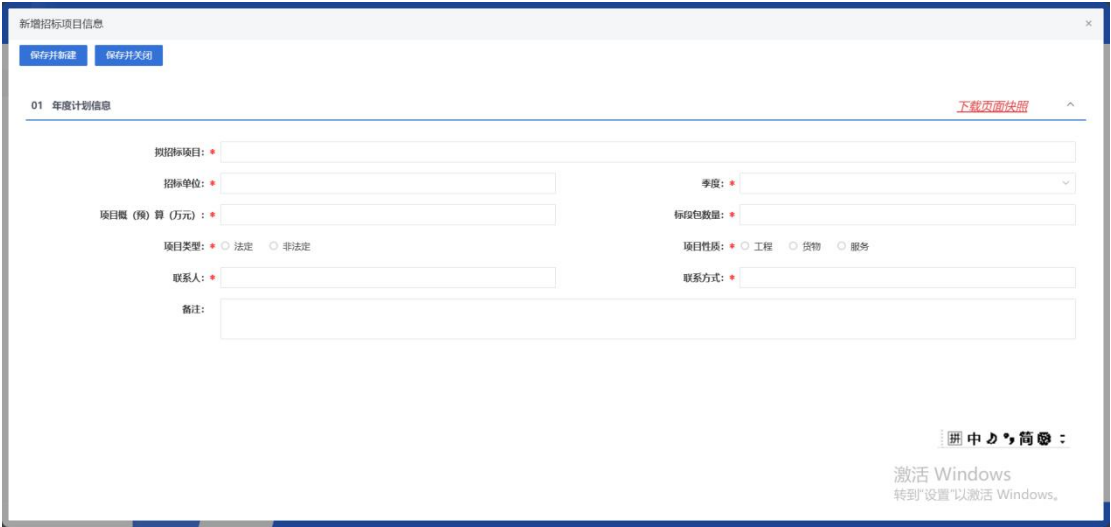 新增招标项目信息 ×
保存并新建 保存并关闭
01 年度计划信息 下载页面快照
拟招标项目: *
招标单位: * 季度: *
项目概（预）算（万元）: * 标段包数量: *
项目类型: * 法定 非法定 项目性质: * 工程 货物 服务
联系人: * 联系方式: *
备注:
拼 中 简
激活 Windows
转到"设置"以激活 Windows。